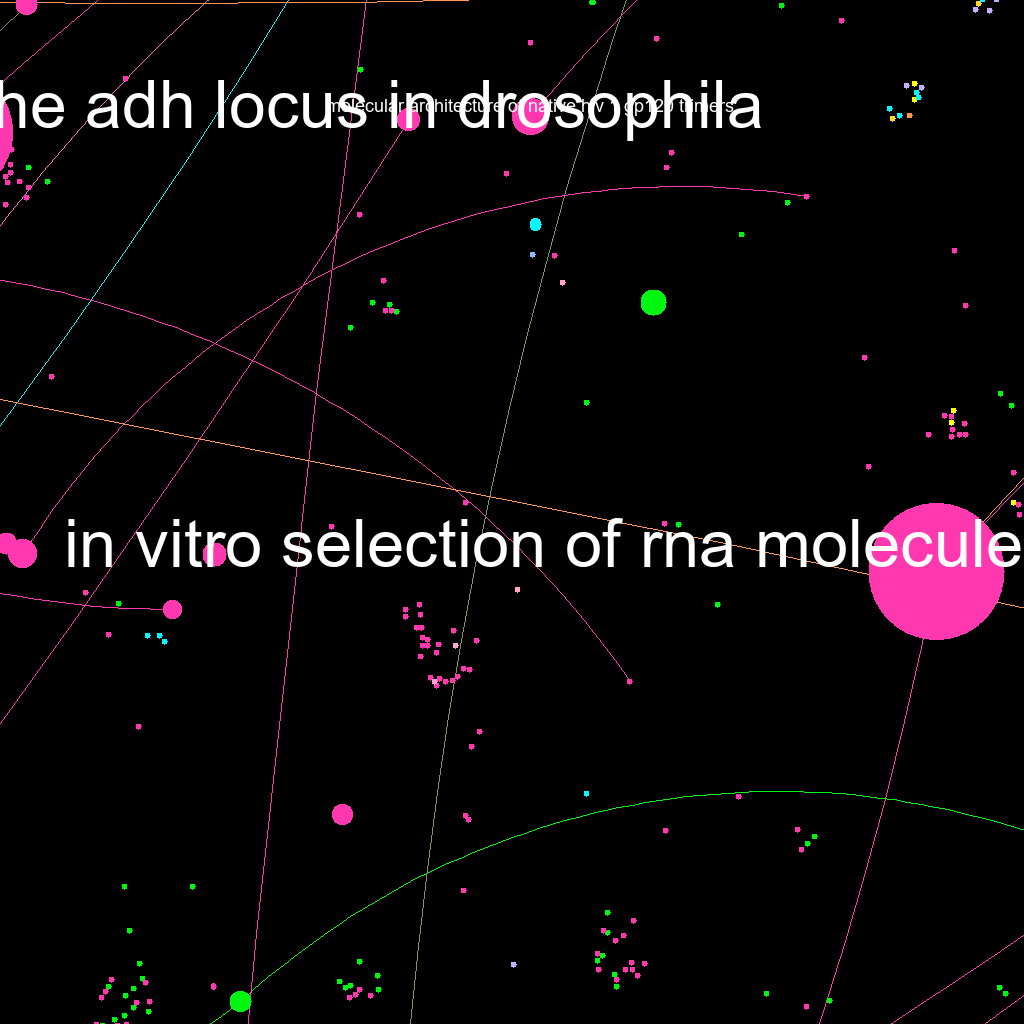 he adh locus in drosophila
molecular architecture of native hiv 1 gp120 trimers
in vitro selection of rna molecule